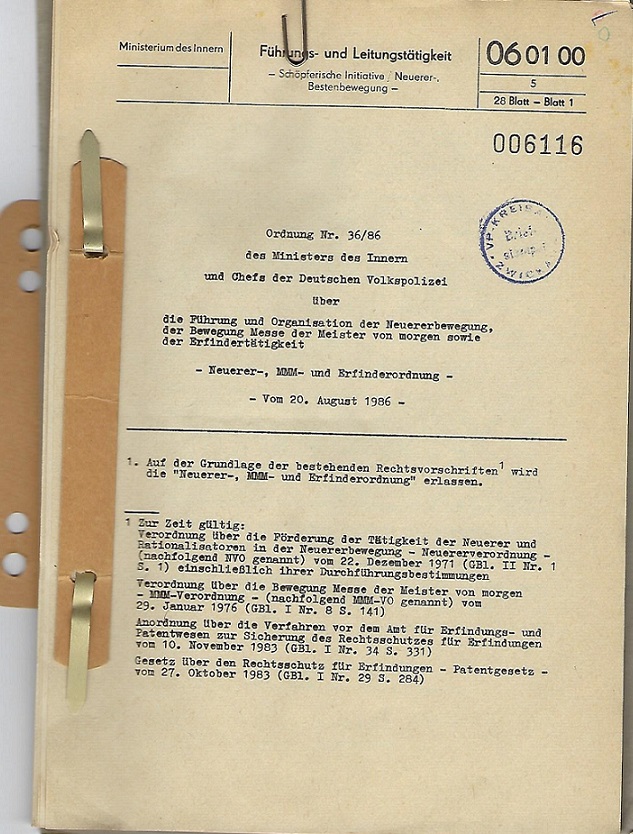 Ministerium des Innern
Führungs- und Leitungstätigkeit
– Schöpferische Initiative / Neuerer-,
Bestenbewegung –
06 01 00
5
28 Blatt – Blatt 1
006116
VP-KREIS
Brief-
stempel
Ordnung Nr. 36/86
des Ministers des Innern
und Chefs der Deutschen Volkspolizei
über
die Führung und Organisation der Neuererbewegung,
der Bewegung Messe der Meister von morgen sowie
der Erfindertätigkeit
- Neuerer-, MMM- und Erfinderordnung -
- Vom 20. August 1986 -
1. Auf der Grundlage der bestehenden Rechtsvorschriften¹ wird
die "Neuerer-, MMM- und Erfinderordnung" erlassen.
1 Zur Zeit gültig:
Verordnung über die Förderung der Tätigkeit der Neuerer und
Rationalisatoren in der Neuererbewegung - Neuererverordnung -
(nachfolgend NVO genannt) vom 22. Dezember 1971 (GBl. II Nr. 1
S. 1) einschließlich ihrer Durchführungsbestimmungen
Verordnung über die Bewegung Messe der Meister von morgen
- MMM-Verordnung - (nachfolgend MMM-VO genannt) vom
29. Januar 1976 (GBl. I Nr. 8 S. 141)
Anordnung über die Verfahren vor dem Amt für Erfindungs- und
Patentwesen zur Sicherung des Rechtsschutzes für Erfindungen
vom 10. November 1983 (GBl. I Nr. 34 S. 331)
Gesetz über den Rechtsschutz für Erfindungen - Patentgesetz -
vom 27. Oktober 1983 (GBl. I Nr. 29 S. 284)